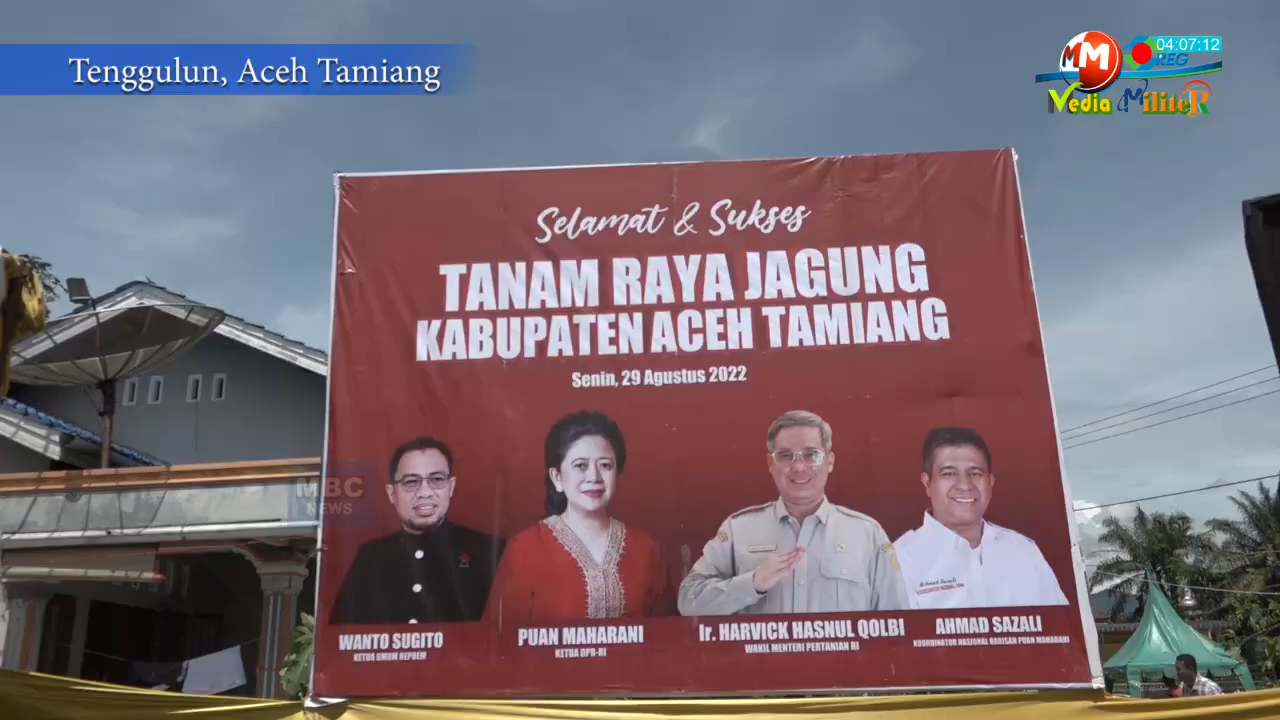 Tenggulun, Aceh Tamiang
04:07:12
REG
M M
Media MiliteR
Selamat & Sukses
TANAM RAYA JAGUNG
KABUPATEN ACEH TAMIANG
Senin, 29 Agustus 2022
MBC
NEWS
WANTO SUGITO
KETUA UMUM REPDEM
PUAN MAHARANI
KETUA DPR-RI
Ir. HARVICK HASNUL QOLBI
WAKIL MENTERI PERTANIAN RI
Achmad Sazali
AHMAD SAZALI
KOORDINATOR NASIONAL BARISAN PUAN MAHARANI